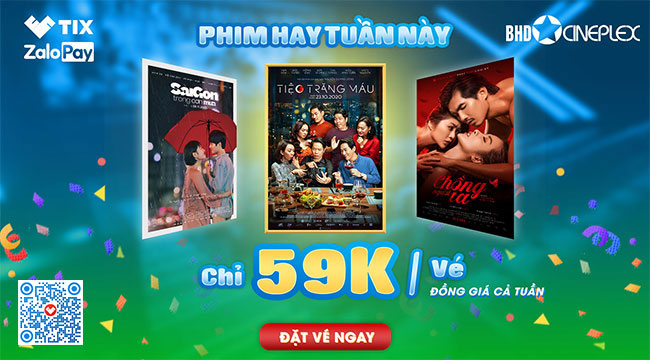 TIX
ZaloPay
PHIM HAY TUẦN NÀY
BHD CINEPLEX
SaiGon
trong cơn mưa
TIỆC TRĂNG MÁU
23.10.2020
chồng
người
ta
Chỉ 59K / Vé
ĐỒNG GIÁ CẢ TUẦN
ĐẶT VÉ NGAY